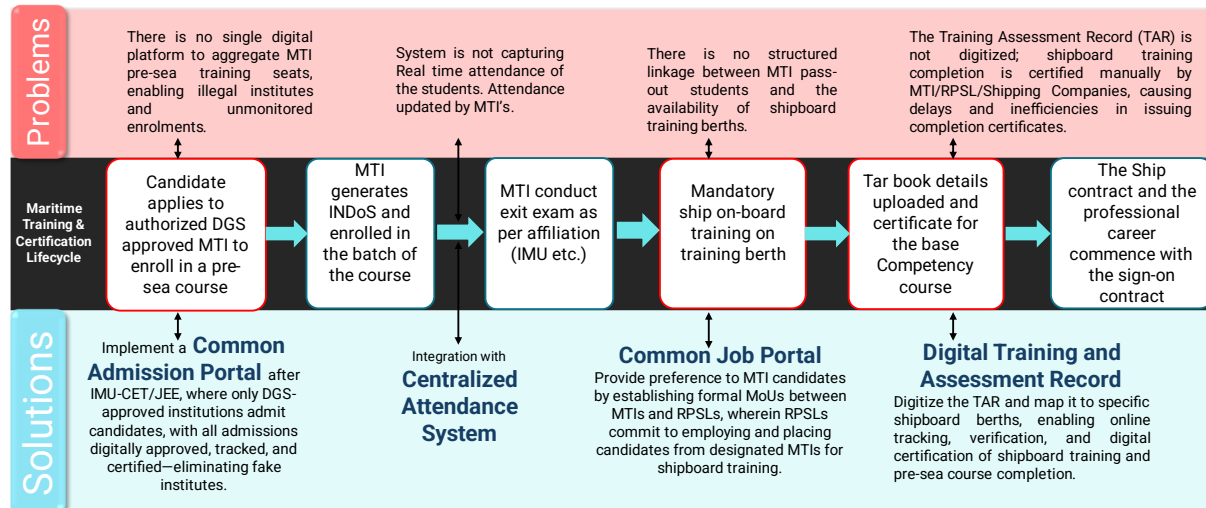 Problems
There is no single digital
platform to aggregate MTI
pre-sea training seats,
enabling illegal institutes
and unmonitored
enrolments.
System is not capturing
Real time attendance of
the students. Attendance
updated by MTI's.
There is no structured
linkage between MTI pass-
out students and the
availability of shipboard
training berths.
The Training Assessment Record (TAR) is
not digitized; shipboard training
completion is certified manually by
MTI/RPSL/Shipping Companies, causing
delays and inefficiencies in issuing
completion certificates.
Maritime
Training &
Certification
Lifecycle
Candidate
applies to
authorized DGS
approved MTI to
enroll in a pre-
sea course
MTI
generates
INDoS and
enrolled in
the batch of
the course
MTI conduct
exit exam as
per affiliation
(IMU etc.)
Mandatory
ship on-board
training on
training berth
Tar book details
uploaded and
certificate for
the base
Competency
course
The Ship
contract and the
professional
career
commence with
the sign-on
contract
Solutions
Implement a Common
Admission Portal after
IMU-CET/JEE, where only DGS-
approved institutions admit
candidates, with all admissions
digitally approved, tracked, and
certified—eliminating fake
institutes.
Integration with
Centralized
Attendance
System
Common Job Portal
Provide preference to MTI candidates
by establishing formal MoUs between
MTIs and RPSLs, wherein RPSLs
commit to employing and placing
candidates from designated MTIs for
shipboard training.
Digital Training and
Assessment Record
Digitize the TAR and map it to specific
shipboard berths, enabling online
tracking, verification, and digital
certification of shipboard training and
pre-sea course completion.